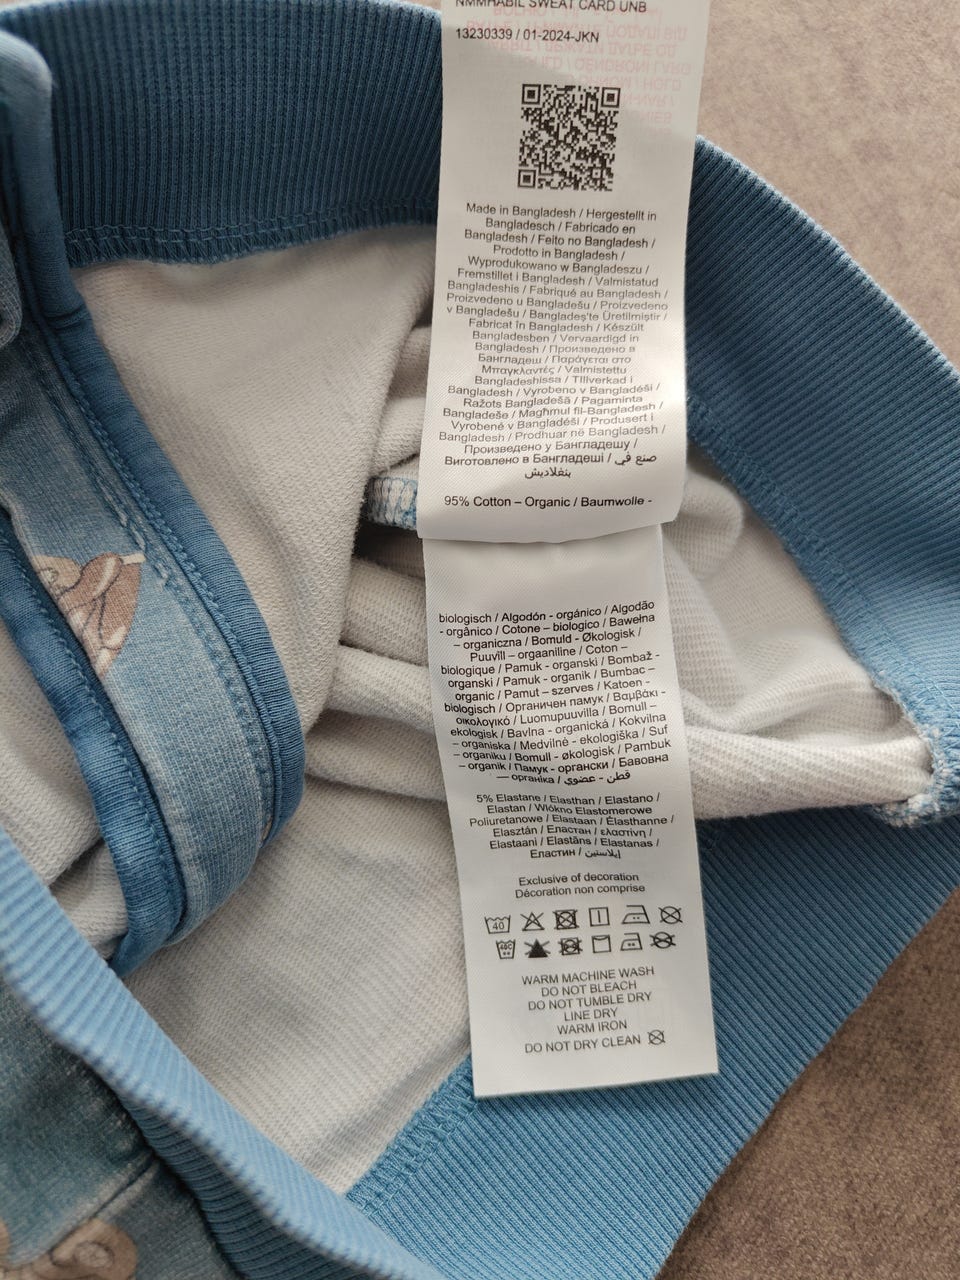 NMMHABIL SWEAT CARD UNB
13230339 / 01-2024-JKN
Made in Bangladesh / Hergestellt in
Bangladesch / Fabricado en
Bangladesh / Feito no Bangladesh /
Prodotto in Bangladesh /
Wyprodukowano w Bangladeszu /
Fremstillet i Bangladesh / Valmistatud
Bangladeshis / Fabriqué au Bangladesh /
Proizvedeno u Bangladešu / Proizvedeno
v Bangladešu / Bangladeş'te Üretilmiştir /
Fabricat în Bangladesh / Készült
Bangladesben / Vervaardigd in
Bangladesh / Произведено в
Бангладеш / Παράγεται στο
Μπαγκλαντές / Valmistettu
Bangladeshissa / Tillverkad i
Bangladesh / Vyrobeno v Bangladéši /
Ražots Bangladešā / Pagaminta
Bangladeše / Magħmul fil-Bangladesh /
Vyrobené v Bangladéši / Produsert i
Bangladesh / Prodhuar në Bangladesh /
Произведено у Бангладешу /
Виготовлено в Бангладеші / صنع في
بنغلاديش
95% Cotton – Organic / Baumwolle -
biologisch / Algodón - orgánico / Algodão
- orgânico / Cotone – biologico / Bawełna
– organiczna / Bomuld - Økologisk /
Puuvill – orgaaniline / Coton –
biologique / Pamuk - organski / Bombaž -
organski / Pamuk - organik / Bumbac –
organic / Pamut – szerves / Katoen -
biologisch / Органичен памук / Βαμβάκι -
οικολογικό / Luomupuuvilla / Bomull –
ekologisk / Bavlna - organická / Kokvilna
– organiska / Medvilnė - ekologiška / Suf
– organiku / Bomull - økologisk / Pambuk
– organik / Памук - органски / Бавовна
— органіка / قطن - عضوي
5% Elastane / Elasthan / Elastano /
Elastan / Włókno Elastomerowe
Poliuretanowe / Elastaan / Élasthanne /
Elasztán / Еластан / ελαστίνη /
Elastaani / Elastāns / Elastanas /
Еластин / إيلاستين
Exclusive of decoration
Décoration non comprise
40
40C
WARM MACHINE WASH
DO NOT BLEACH
DO NOT TUMBLE DRY
LINE DRY
WARM IRON
DO NOT DRY CLEAN